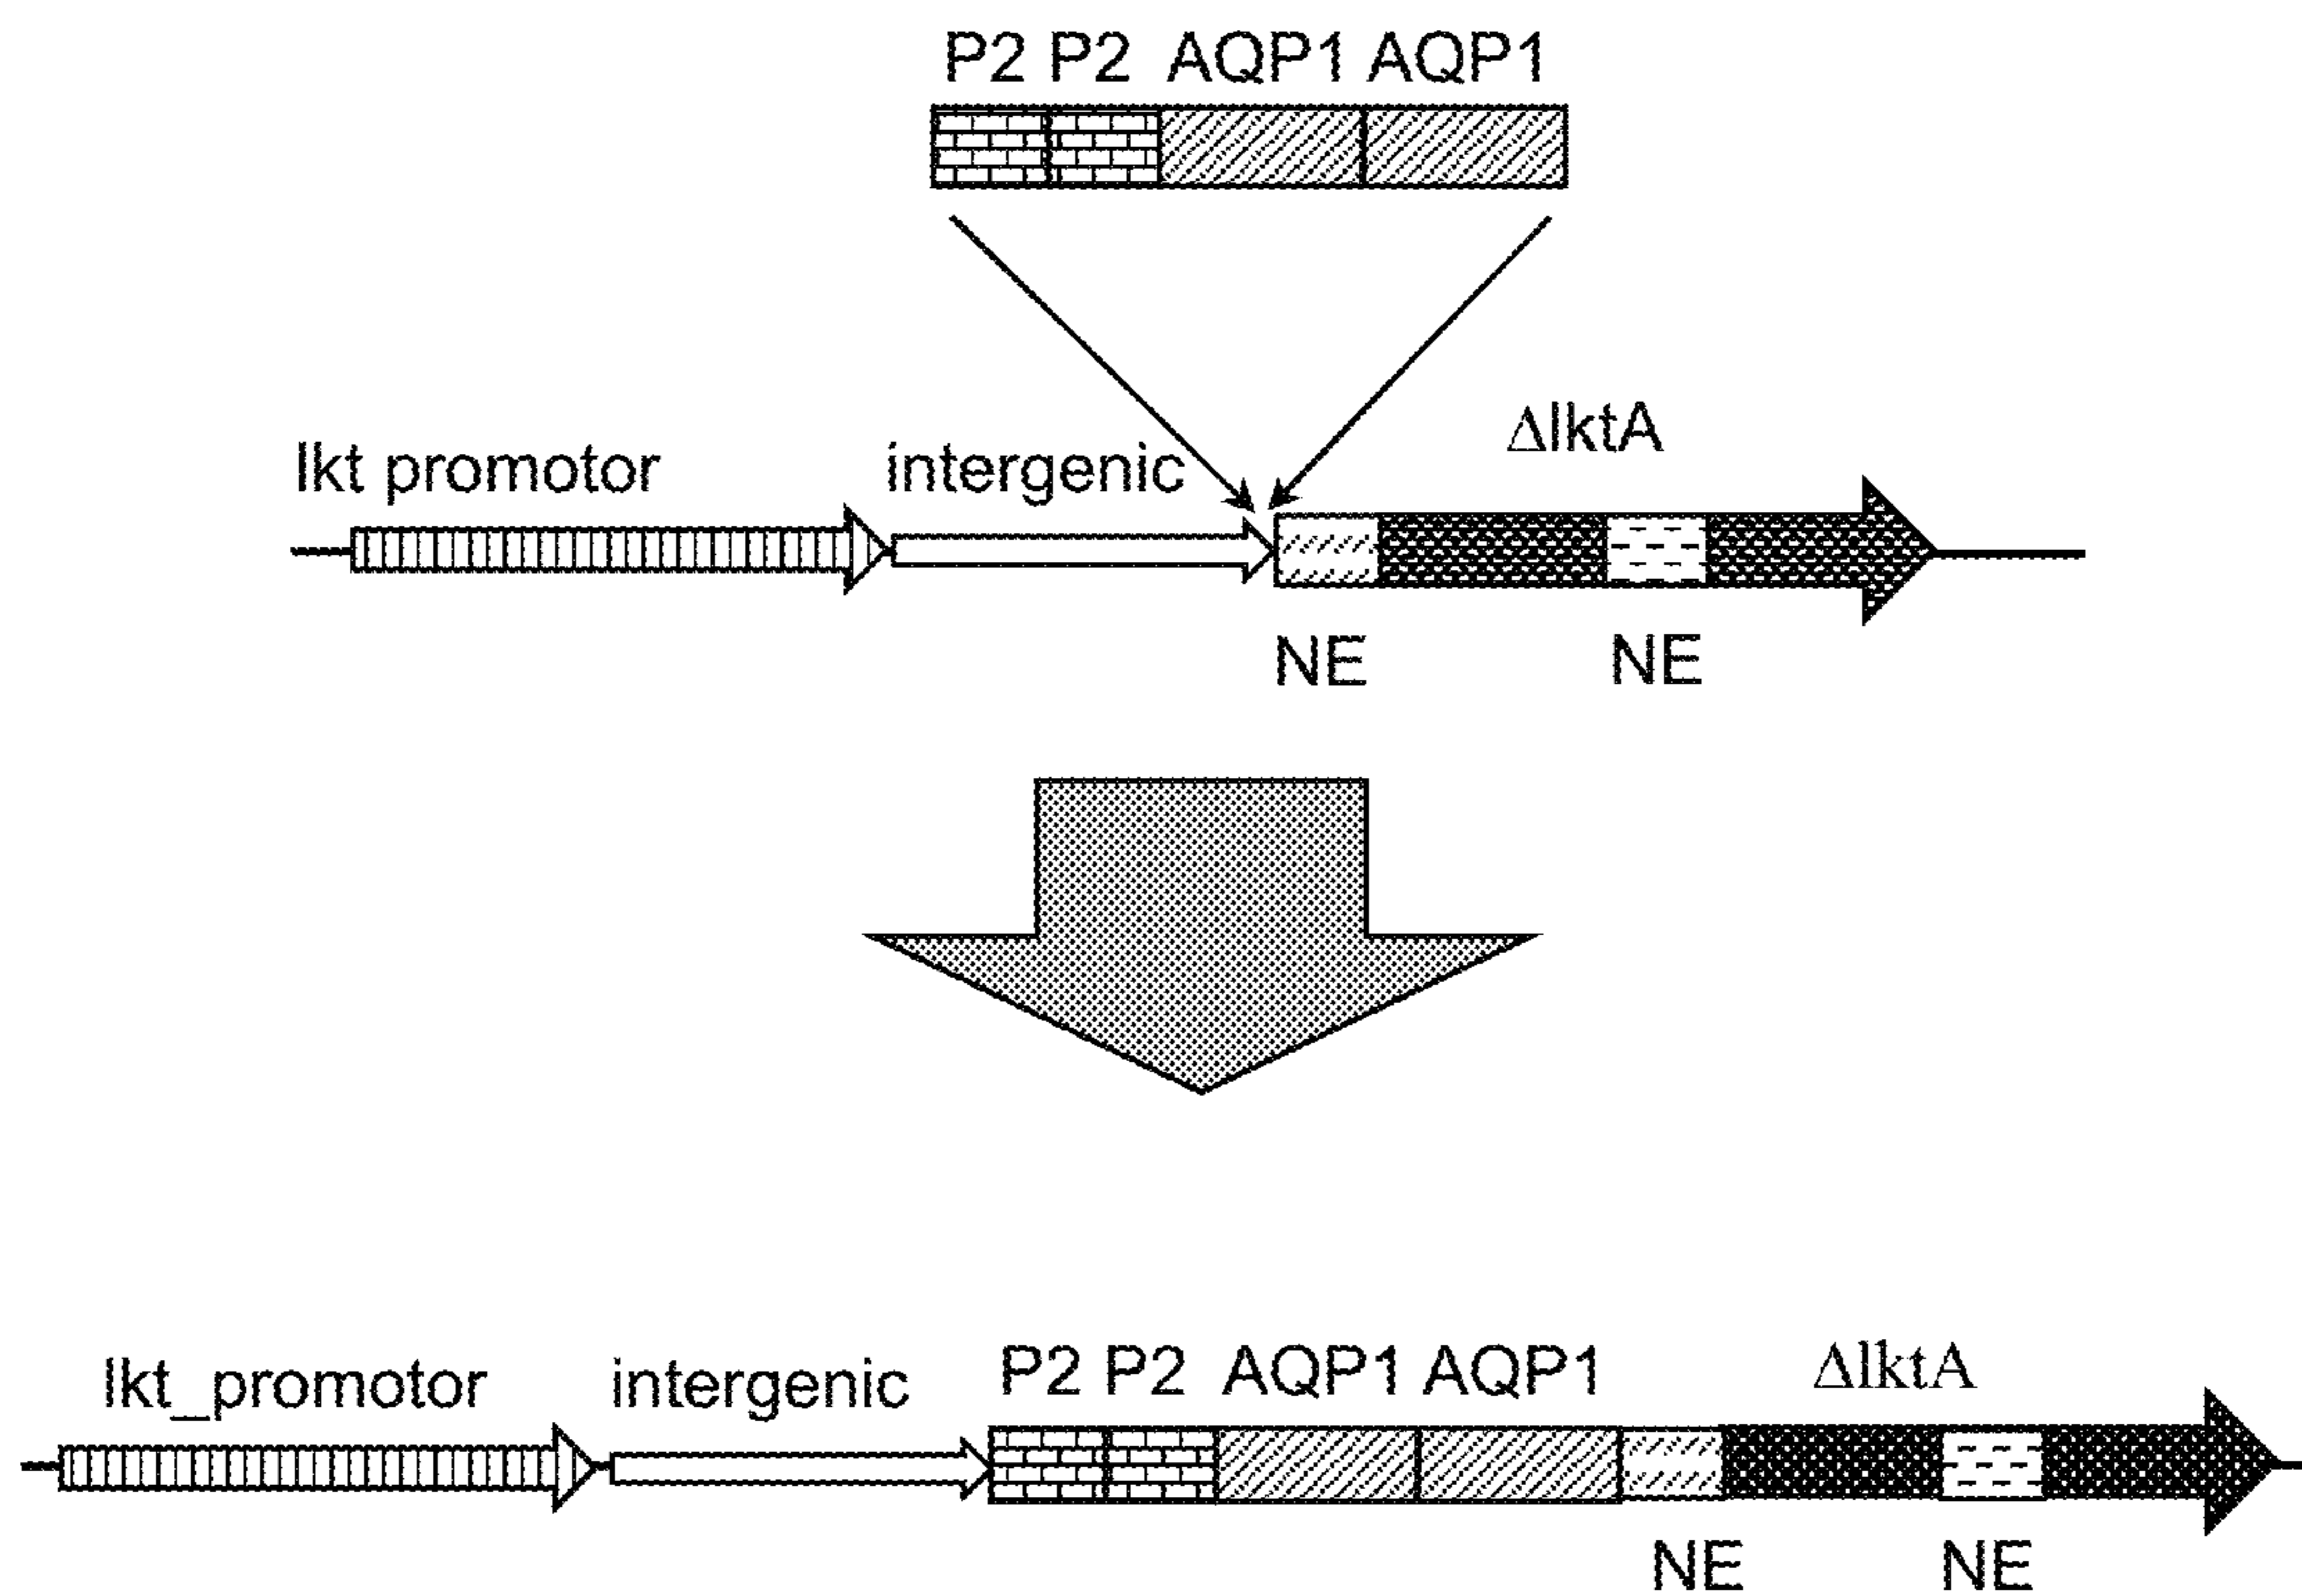 P2 P2 AQP1 AQP1
ΔlktA
lkt promotor intergenic
NE NE
P2 P2 AQP1 AQP1 ΔlktA
lkt_promotor intergenic
NE NE